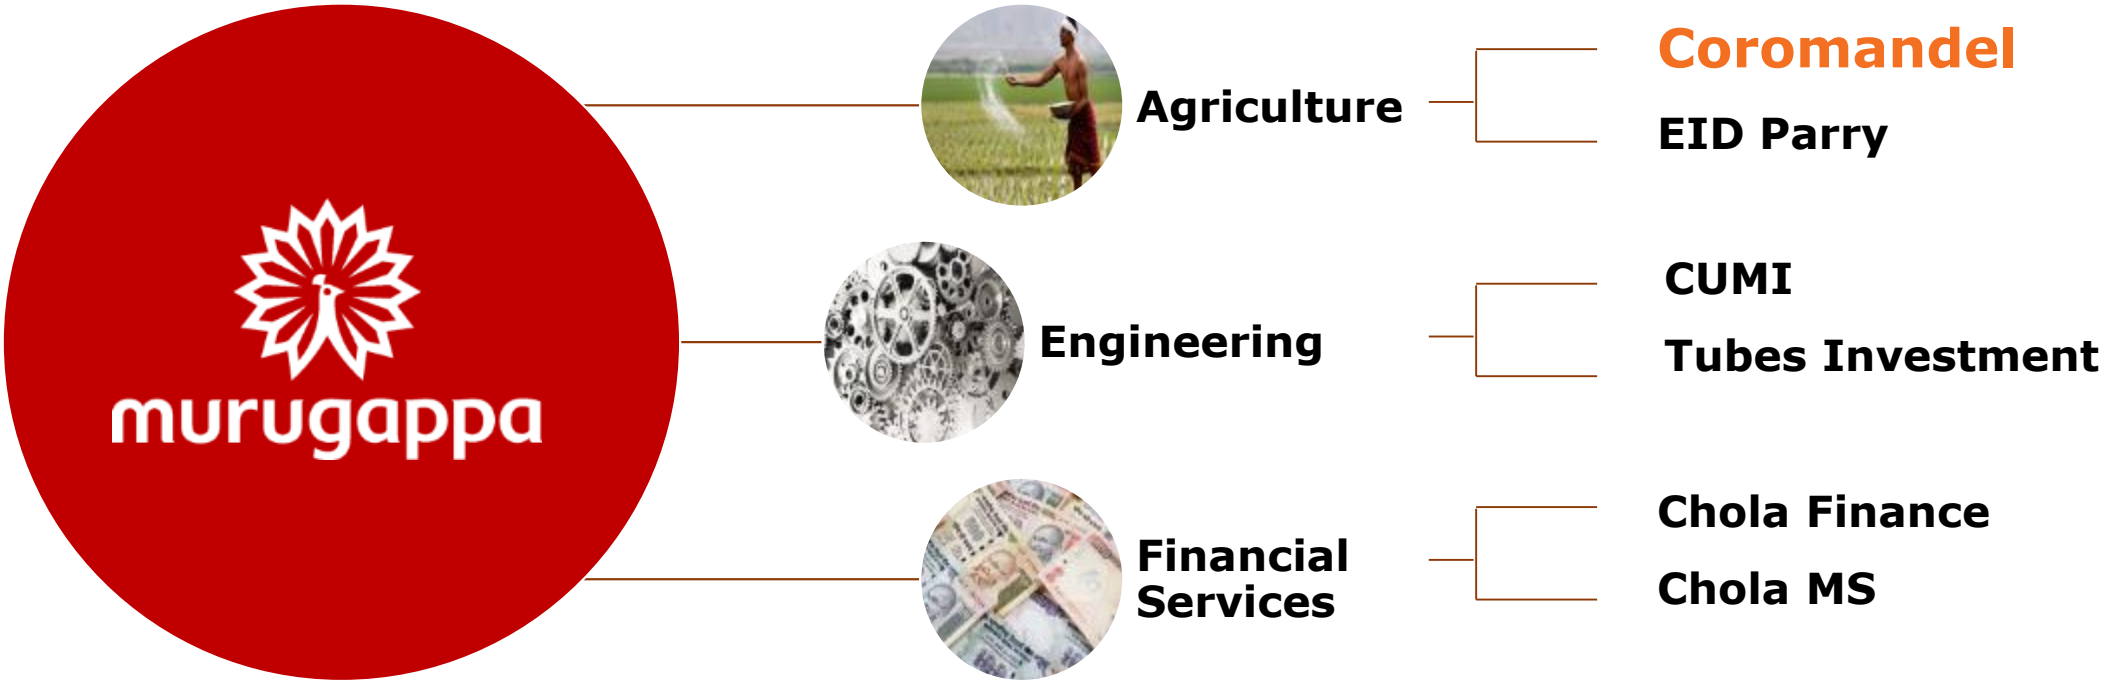 murugappa
Agriculture
Coromandel
EID Parry
Engineering
CUMI
Tubes Investment
Financial
Services
Chola Finance
Chola MS